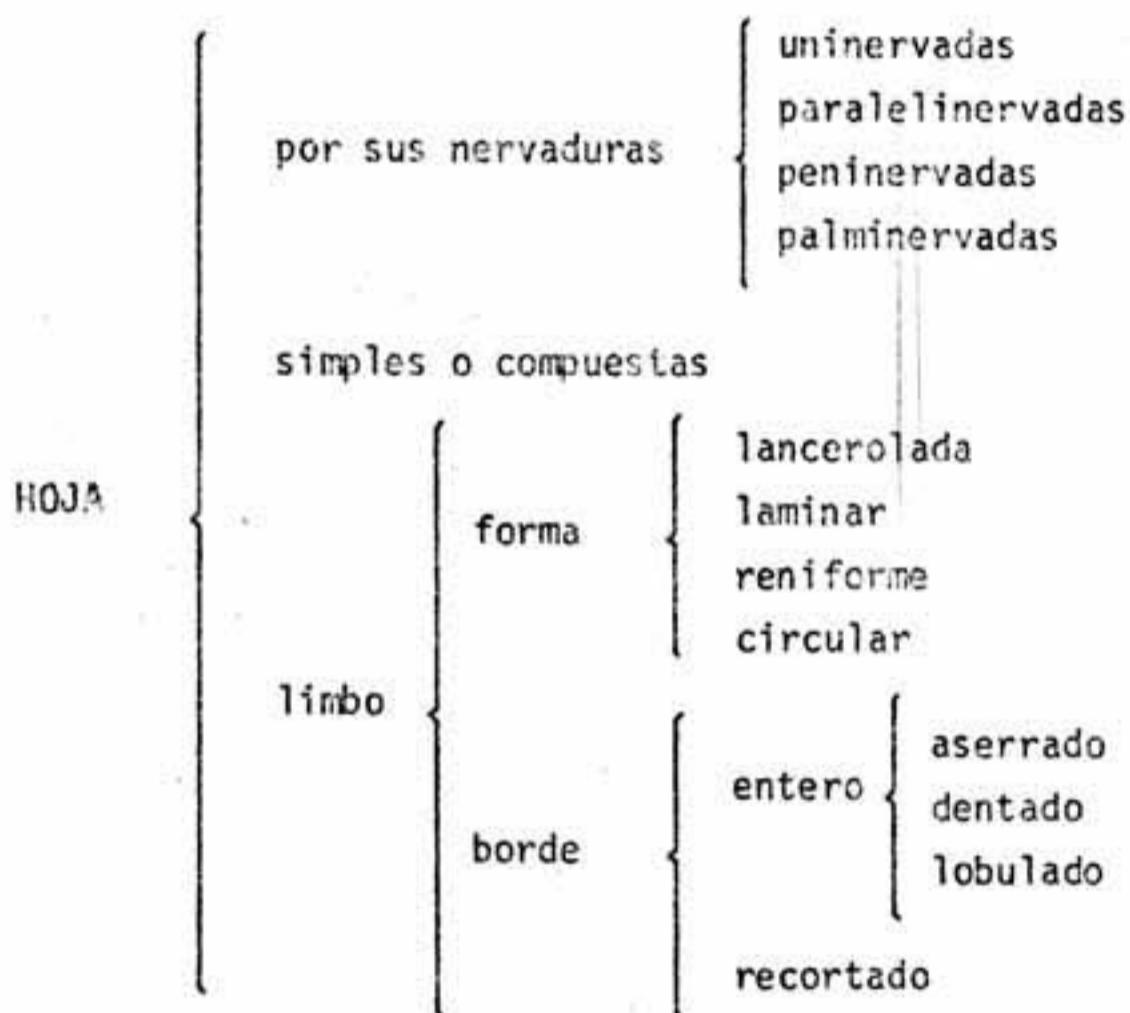 uninervadas
paralelinervadas
por sus nervaduras
peninervadas
palminervadas
simples o compuestas
lancerolada
HOJA
laminar
forma
reniforme
circular
limbo
aserrado
entero
dentado
borde
lobulado
recortado